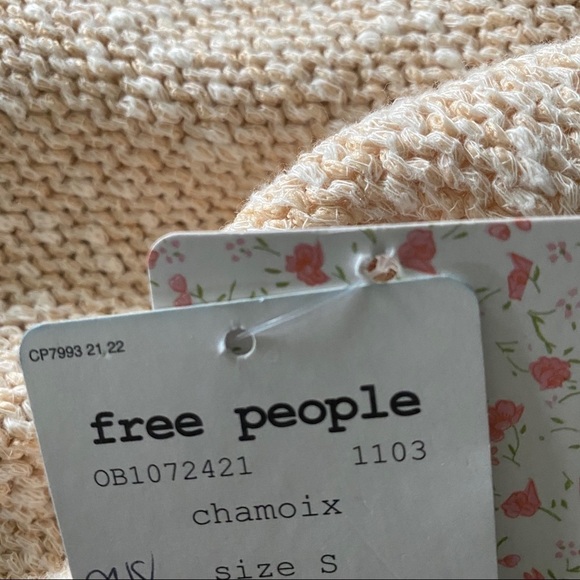 CP7993 21, 22
free people
OB1072421 1103
chamoix
size S